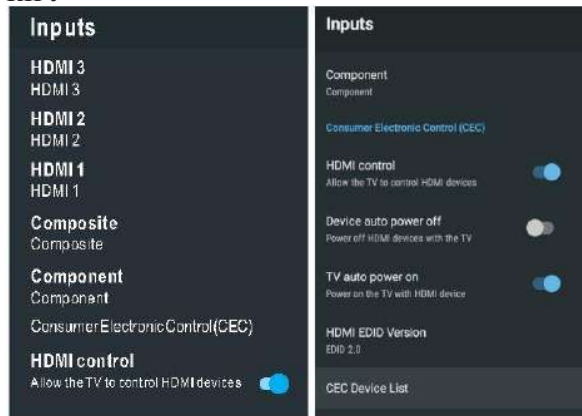 Inputs
HDMI 3
HDMI 3
HDMI 2
HDMI 2
HDMI 1
HDMI 1
Composite
Composite
Component
Component
ConsumerElectronicControl(CEC)
HDMI control
Allow the TV to control HDMI devices
Inputs
Component
Component
Consumer Electronic Control (CEC)
HDMI control
Allow the TV to control HDMI devices
Device auto power off
Power off HDMI devices with the TV
TV auto power on
Power on the TV with HDMI device
HDMI EDID Version
EDID 2.0
CEC Device List